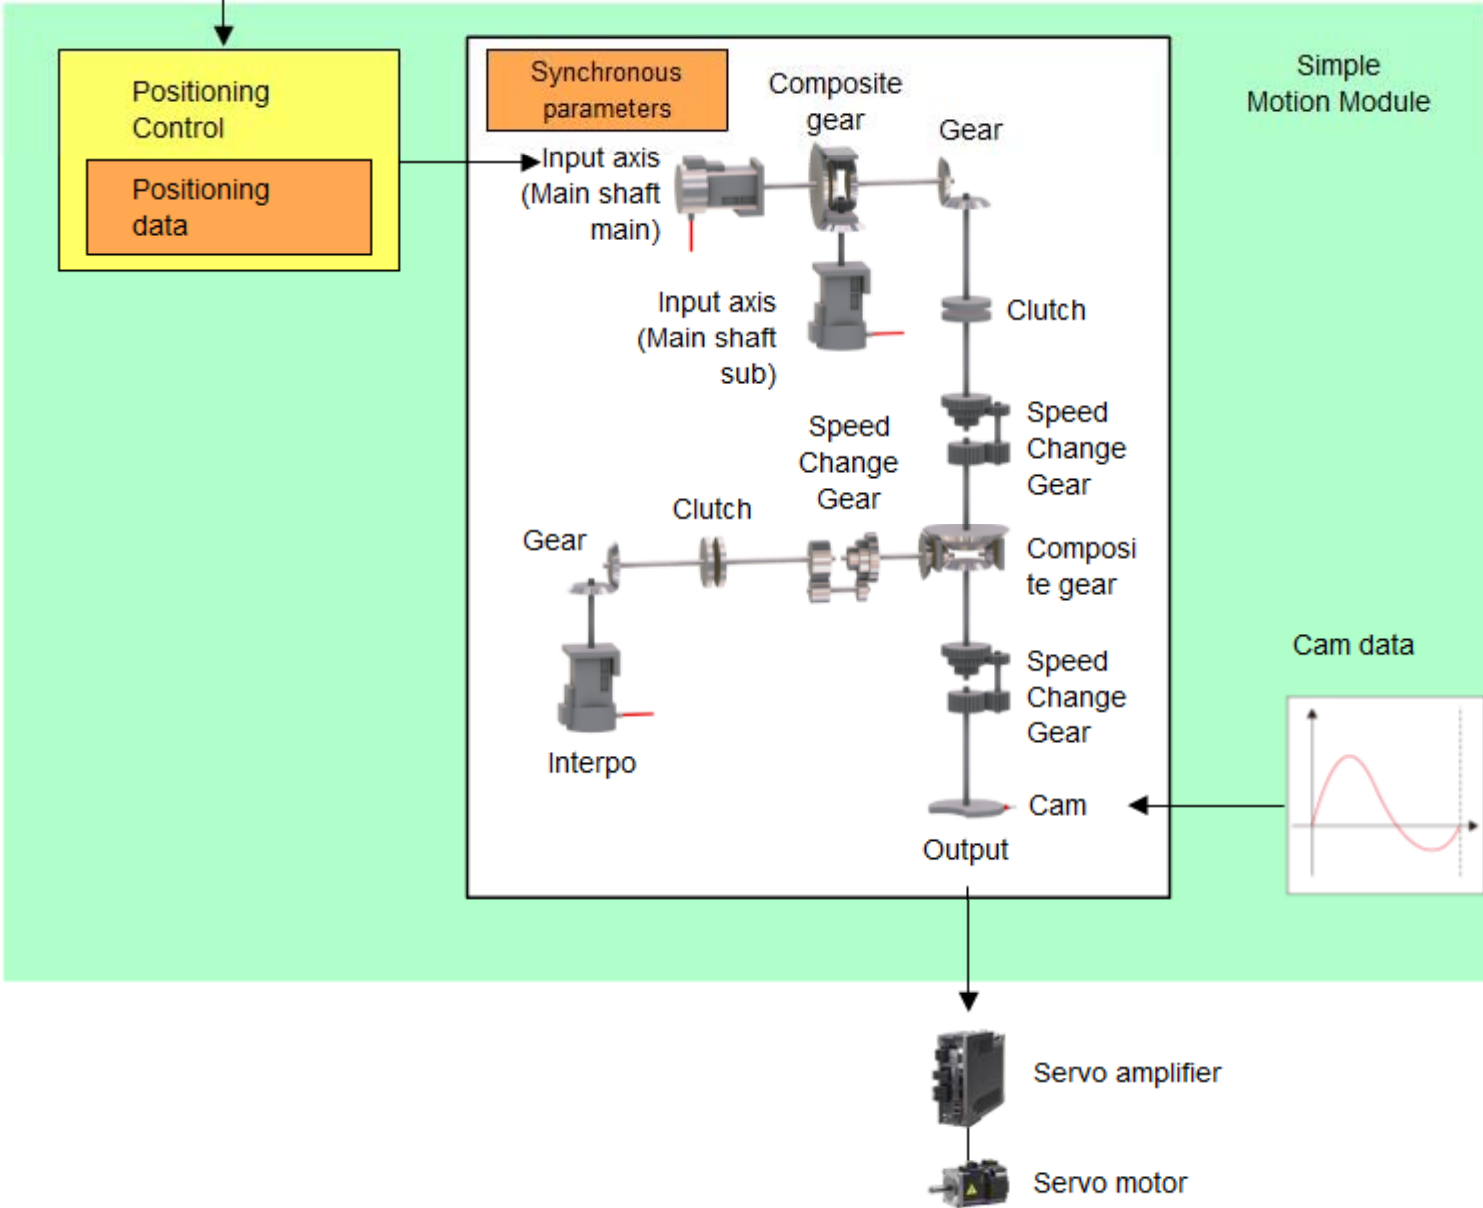 Positioning
Control
Positioning
data
Synchronous
parameters
Composite
gear
Gear
Simple
Motion Module
Input axis
(Main shaft
main)
Input axis
(Main shaft
sub)
Clutch
Speed
Change
Gear
Speed
Change
Gear
Clutch
Gear
Composi
te gear
Interpo
Speed
Change
Gear
Cam data
Cam
Output
Servo amplifier
Servo motor